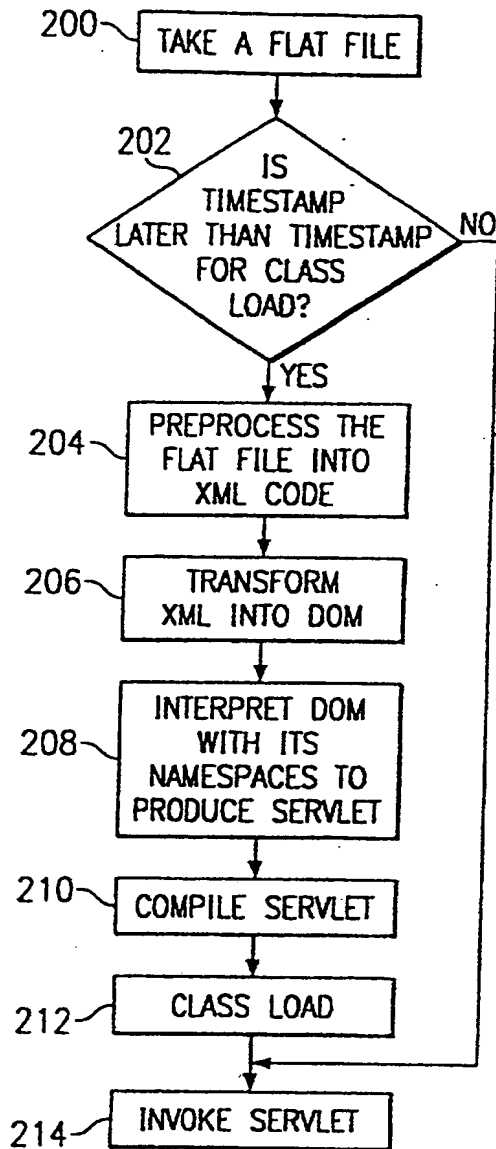 200
TAKE A FLAT FILE
202
IS
TIMESTAMP
LATER THAN TIMESTAMP
FOR CLASS
LOAD?
NO
YES
204
PREPROCESS THE
FLAT FILE INTO
XML CODE
206
TRANSFORM
XML INTO DOM
208
INTERPRET DOM
WITH ITS
NAMESPACES TO
PRODUCE SERVLET
210
COMPILE SERVLET
212
CLASS LOAD
214
INVOKE SERVLET